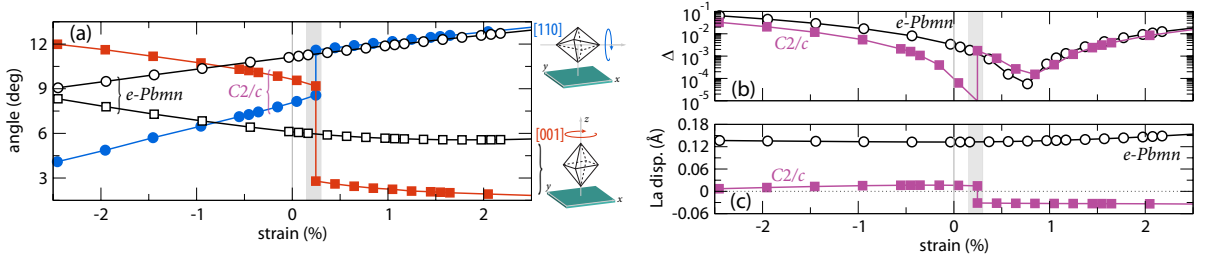 (a)
[110]
12
9
6
3
angle (deg)
e-Pbmn
C2/c
y
x
[001]
z
y
x
-2
-1
0
1
2
strain (%)
10⁻¹
10⁻²
10⁻³
10⁻⁴
10⁻⁵
Δ
e-Pbmn
C2/c
(b)
0.18
0.12
0.06
0
-0.06
La disp. (Å)
e-Pbmn
C2/c
(c)
-2
-1
0
1
2
strain (%)